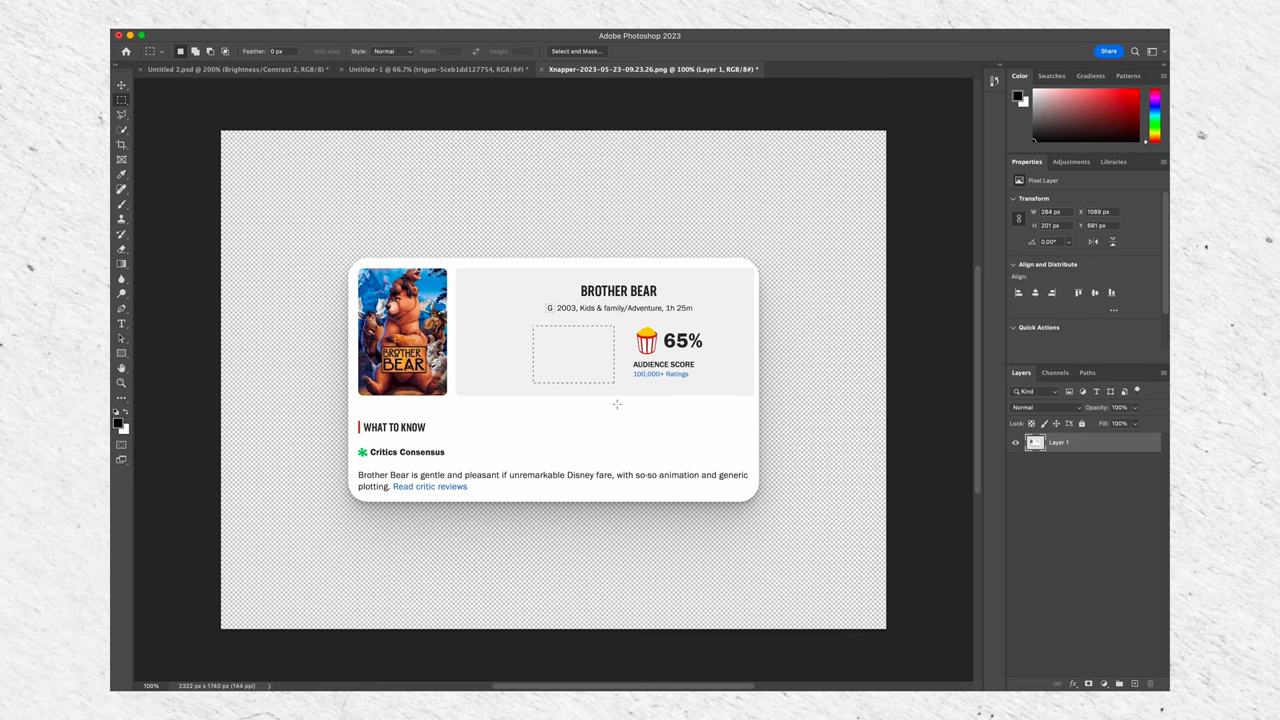 Adobe Photoshop 2023
Feather: 0 px Anti-alias Style: Normal Width: Height: Select and Mask... Share
Untitled 2.psd @ 200% (Brightness/Contrast 2, RGB/8) * Untitled-1 @ 66.7% (trigun-5ceb1dd127754, RGB/8#) * Xnapper-2023-05-23-09.23.26.png @ 100% (Layer 1, RGB/8#) *
Color Swatches Gradients Patterns
Properties Adjustments Libraries
Pixel Layer
Transform
W 284 px X 1089 px
H 201 px Y 681 px
0.00°
Align and Distribute
Align:
Quick Actions
Layers Channels Paths
Kind
Normal Opacity: 100%
Lock: Fill: 100%
Layer 1
BROTHER BEAR
BROTHER BEAR
G 2003, Kids & family/Adventure, 1h 25m
65%
AUDIENCE SCORE
100,000+ Ratings
WHAT TO KNOW
Critics Consensus
Brother Bear is gentle and pleasant if unremarkable Disney fare, with so-so animation and generic
plotting. Read critic reviews
100% 2322 px x 1740 px (144 ppi)